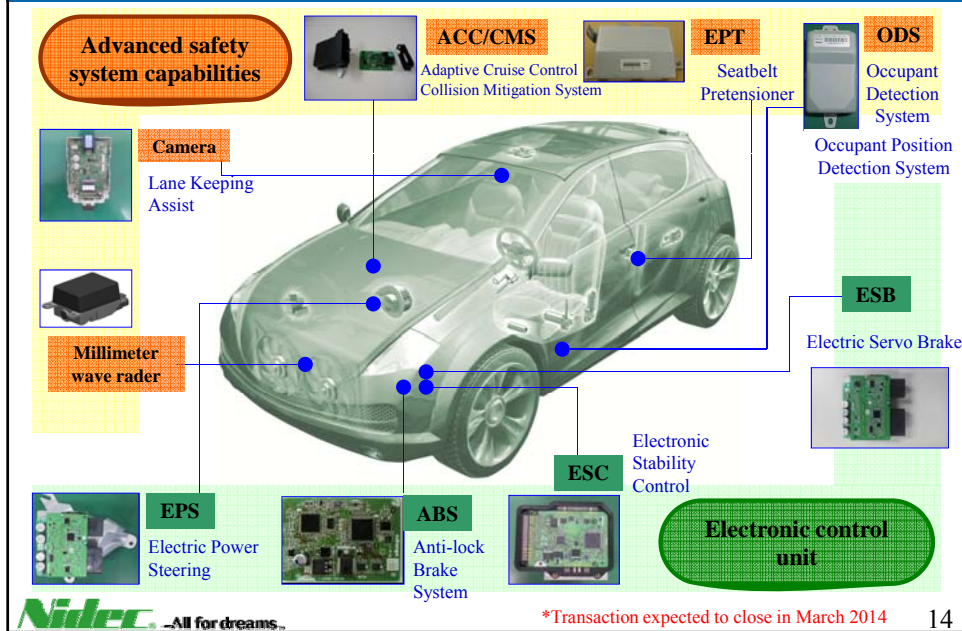 Advanced safety
system capabilities
ACC/CMS
Adaptive Cruise Control
Collision Mitigation System
EPT
Seatbelt
Pretensioner
ODS
Occupant
Detection
System
Occupant Position
Detection System
Camera
Lane Keeping
Assist
Millimeter
wave rader
ESB
Electric Servo Brake
EPS
Electric Power
Steering
ABS
Anti-lock
Brake
System
ESC
Electronic
Stability
Control
Electronic control
unit
Nidec
-All for dreams
*Transaction expected to close in March 2014
14